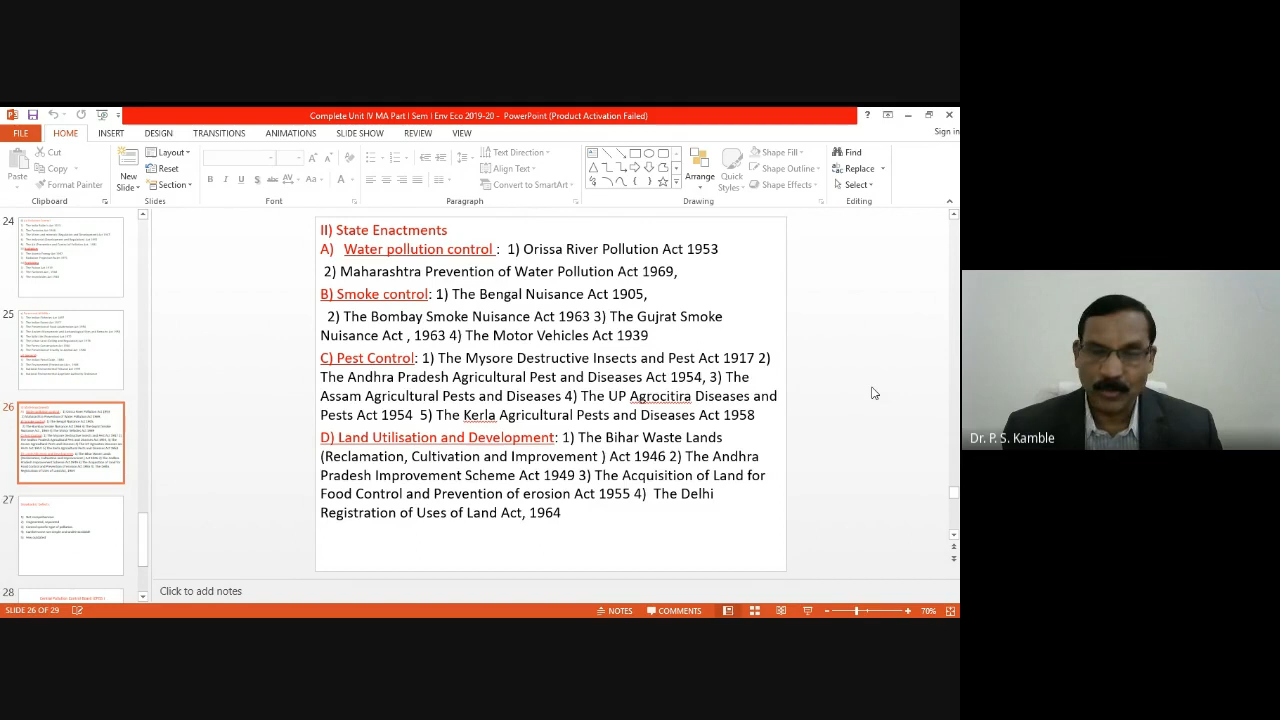 Complete Unit IV MA Part I Sem I Env Eco 2019-20 - PowerPoint (Product Activation Failed)
FILE HOME INSERT DESIGN TRANSITIONS ANIMATIONS SLIDE SHOW REVIEW VIEW Sign in
Cut
Copy
Format Painter
Paste
Clipboard
New Slide
Layout
Reset
Section
Slides
Font
Text Direction
Align Text
Convert to SmartArt
Paragraph
Arrange
Quick Styles
Shape Fill
Shape Outline
Shape Effects
Drawing
Find
Replace
Select
Editing
24
25
26
27
28
II) State Enactments
A) Water pollution control: 1) Orissa River Pollution Act 1953
2) Maharashtra Prevention of Water Pollution Act 1969,
B) Smoke control: 1) The Bengal Nuisance Act 1905,
2) The Bombay Smoke Nuisance Act 1963 3) The Gujrat Smoke
Nuisance Act , 1963 4) The Motor Vehicles Act 1939
C) Pest Control: 1) The Mysore Destructive Insects and Pest Act 1917 2)
The Andhra Pradesh Agricultural Pest and Diseases Act 1954, 3) The
Assam Agricultural Pests and Diseases 4) The UP Diseases and
Pests Act 1954 5) The Kerala Agricultural Pests and Diseases Act 1958
D) Land Utilisation and Development: 1) The Bihar Waste Lands
(Reclamation, Cultivation and Improvement ) Act 1946 2) The Andhra
Pradesh Improvement Scheme Act 1949 3) The Acquisition of Land for
Food Control and Prevention of erosion Act 1955 4) The Delhi
Registration of Uses of Land Act, 1964
Click to add notes
SLIDE 26 OF 29 NOTES COMMENTS 70%
Dr. P. S. Kamble